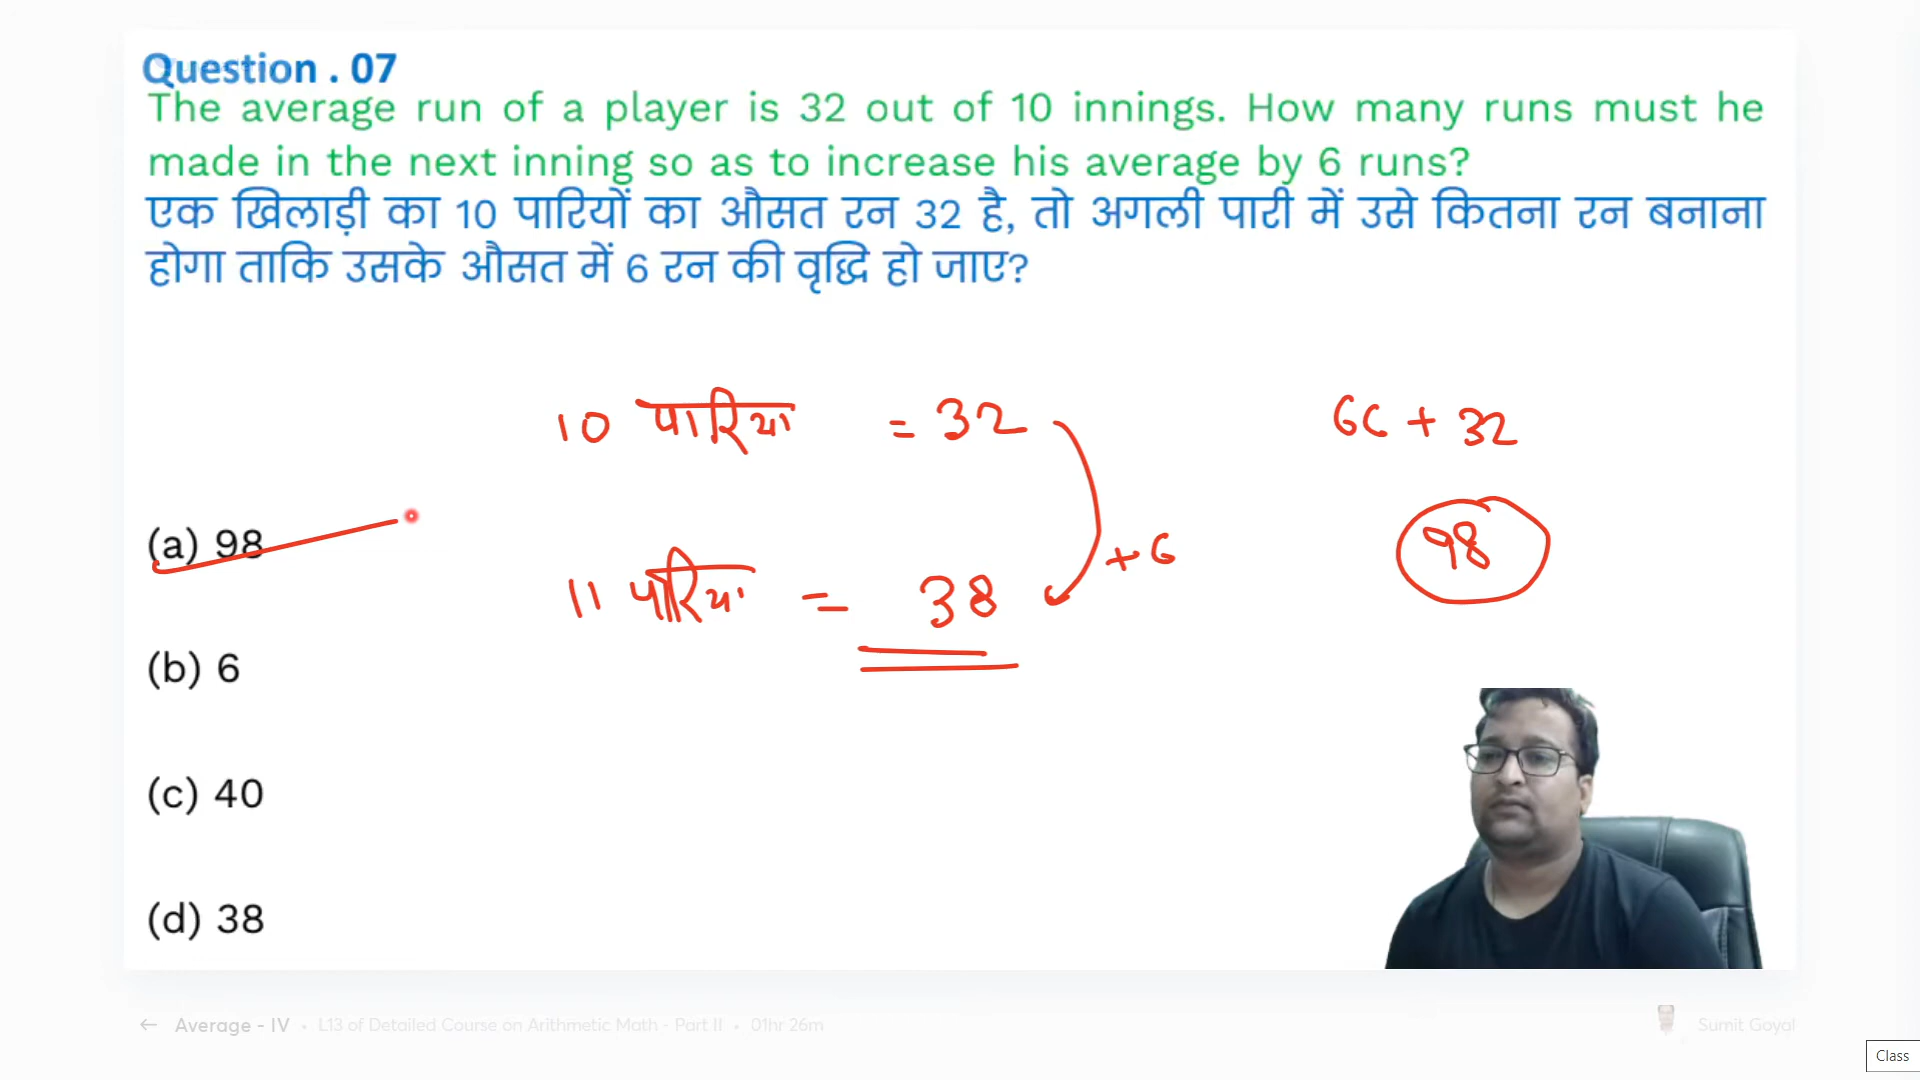 Question . 07
The average run of a player is 32 out of 10 innings. How many runs must he
made in the next inning so as to increase his average by 6 runs?
एक खिलाड़ी का 10 पारियों का औसत रन 32 है, तो अगली पारी में उसे कितना रन बनाना
होगा ताकि उसके औसत में 6 रन की वृद्धि हो जाए?
10 पारिया = 32
66 + 32
(a) 98
+6
98
11 पारिया = 38
(b) 6
(c) 40
(d) 38
← Average - IV • L13 of Detailed Course on Arithmetic Math - Part II • 01hr 26m
Sumit Goyal
Class